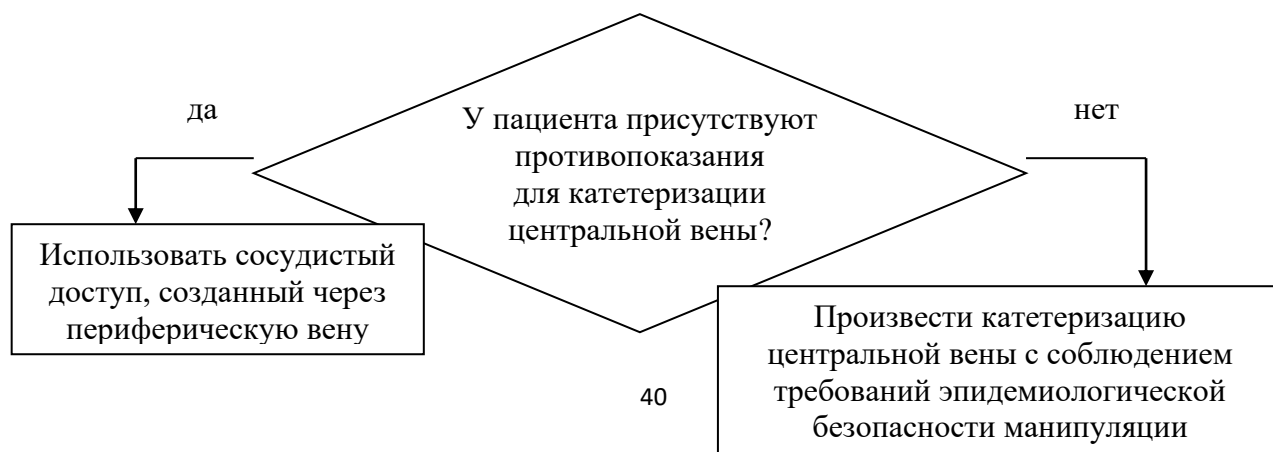 да
У пациента присутствуют
противопоказания
для катетеризации
центральной вены?
нет
Использовать сосудистый
доступ, созданный через
периферическую вену
Произвести катетеризацию
центральной вены с соблюдением
требований эпидемиологической
безопасности манипуляции
40